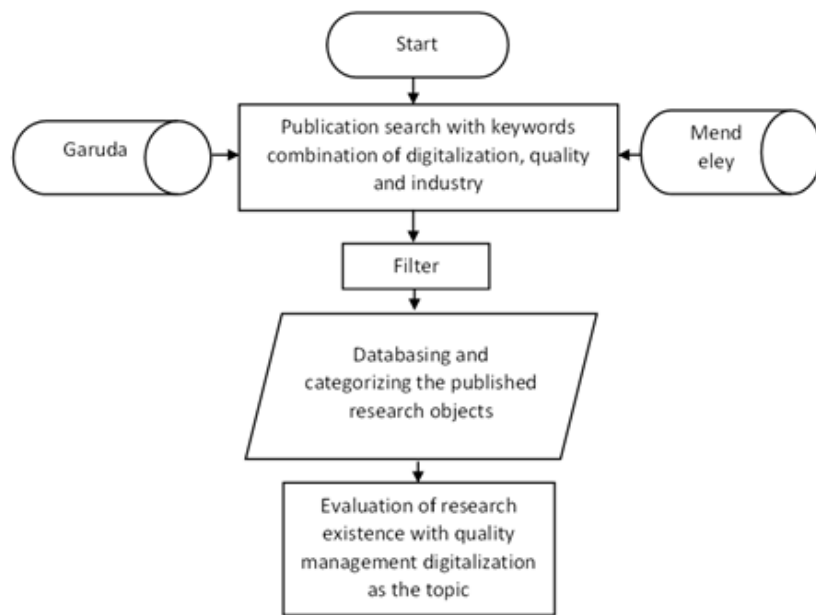 Start
Publication search with keywords
combination of digitalization, quality
and industry
Garuda
Mend
eley
Filter
Databasing and
categorizing the published
research objects
Evaluation of research
existence with quality
management digitalization
as the topic